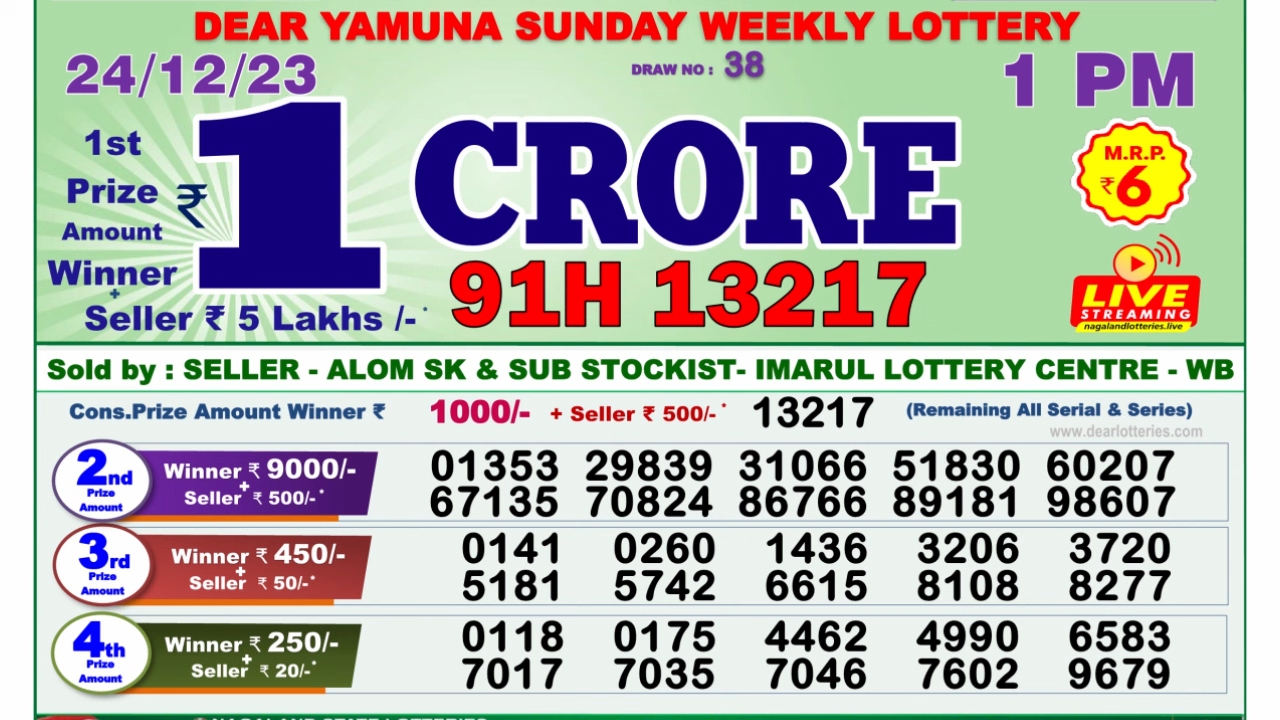 DEAR YAMUNA SUNDAY WEEKLY LOTTERY
24/12/23
DRAW NO : 38
1 PM
1st
Prize
Amount
Winner
+
Seller ₹ 5 Lakhs /-*
₹ 1 CRORE
91H 13217
M.R.P.
₹6
LIVE
STREAMING
nagalandlotteries.live
Sold by : SELLER - ALOM SK & SUB STOCKIST- IMARUL LOTTERY CENTRE - WB
Cons.Prize Amount Winner ₹ 1000/- + Seller ₹ 500/-* 13217 (Remaining All Serial & Series)
www.dearlotteries.com
2nd
Prize
Amount
Winner ₹ 9000/-
+
Seller ₹ 500/-*
01353 29839 31066 51830 60207
67135 70824 86766 89181 98607
3rd
Prize
Amount
Winner ₹ 450/-
+
Seller ₹ 50/-*
0141 0260 1436 3206 3720
5181 5742 6615 8108 8277
4th
Prize
Amount
Winner ₹ 250/-
+
Seller ₹ 20/-*
0118 0175 4462 4990 6583
7017 7035 7046 7602 9679
NAGALAND STATE LOTTERIES